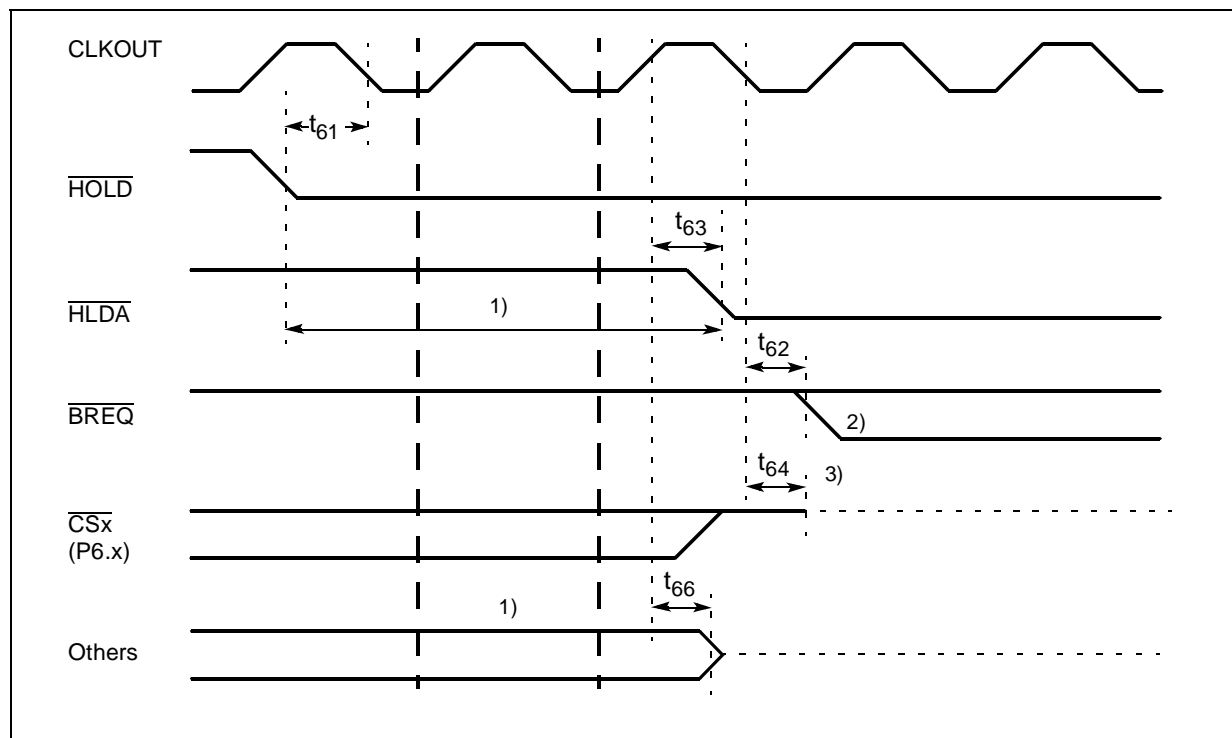 CLKOUT
t61
HOLD
t63
HLDA
1)
t62
BREQ
2)
t64
3)
CSx
(P6.x)
t66
1)
Others